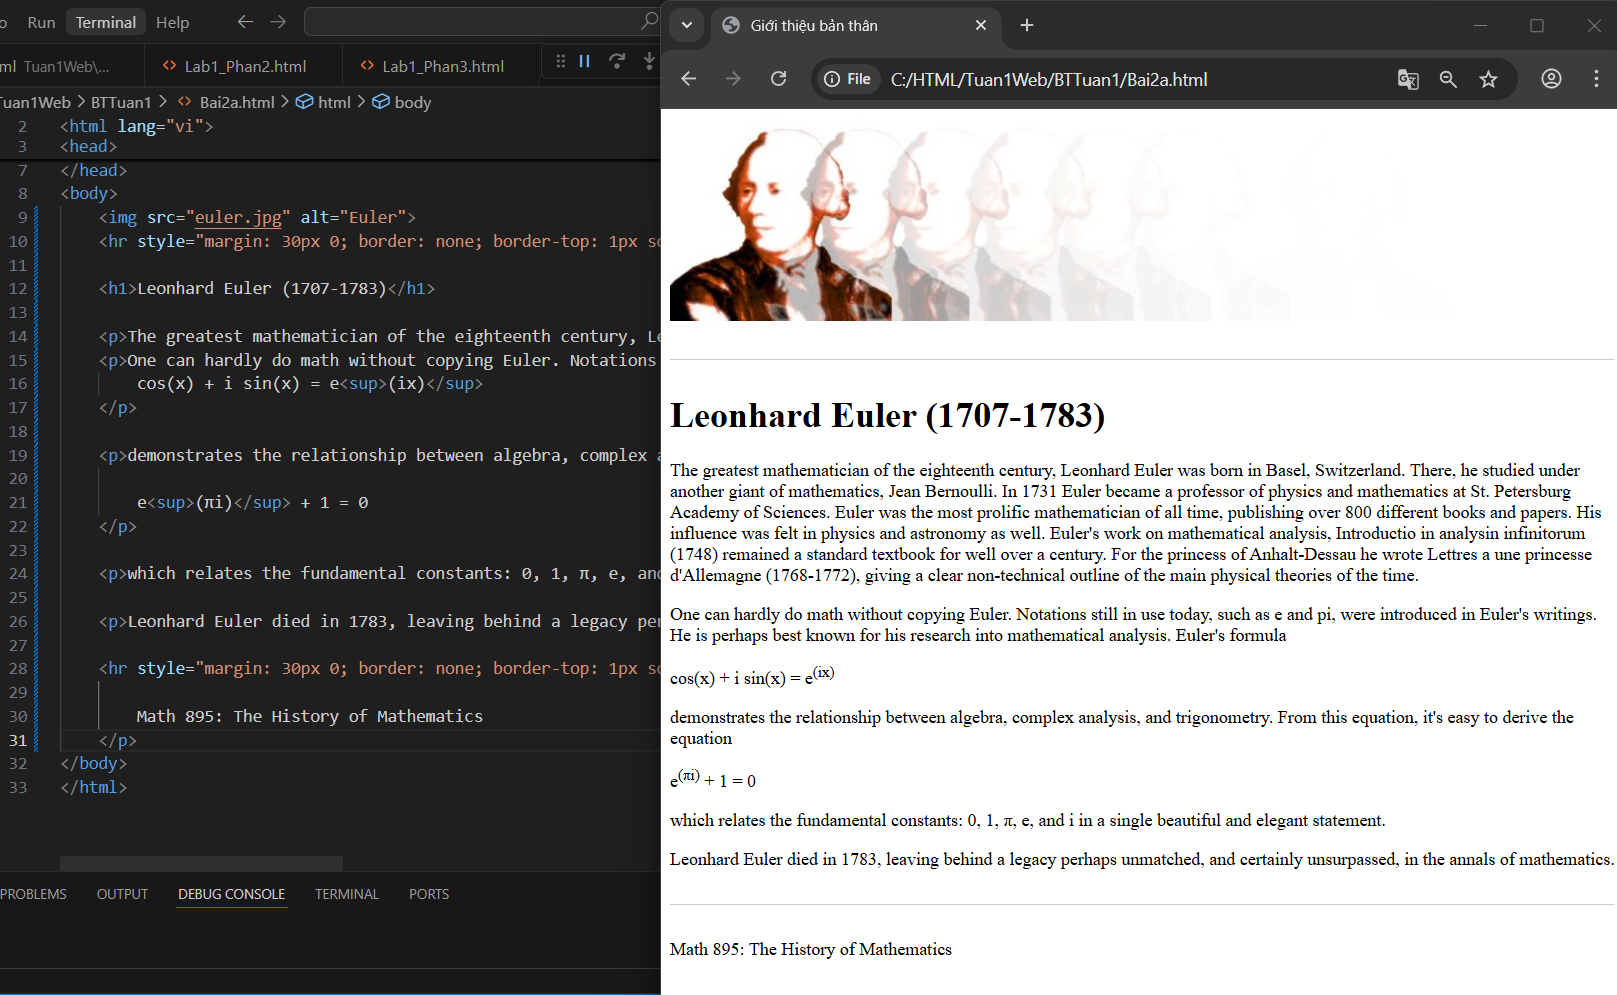 Run Terminal Help
ml Tuan1Web\... Lab1_Phan2.html Lab1_Phan3.html
Tuan1Web > BTTuan1 > Bai2a.html > html > body
2 <html lang="vi">
3 <head>
7 </head>
8 <body>
9 <img src="euler.jpg" alt="Euler">
10 <hr style="margin: 30px 0; border: none; border-top: 1px so
11
12 <h1>Leonhard Euler (1707-1783)</h1>
13
14 <p>The greatest mathematician of the eighteenth century, Le
15 <p>One can hardly do math without copying Euler. Notations
16 cos(x) + i sin(x) = e<sup>(ix)</sup>
17 </p>
18
19 <p>demonstrates the relationship between algebra, complex a
20
21 e<sup>(πi)</sup> + 1 = 0
22 </p>
23
24 <p>which relates the fundamental constants: 0, 1, π, e, and
25
26 <p>Leonhard Euler died in 1783, leaving behind a legacy per
27
28 <hr style="margin: 30px 0; border: none; border-top: 1px so
29
30 Math 895: The History of Mathematics
31 </p>
32 </body>
33 </html>
PROBLEMS OUTPUT DEBUG CONSOLE TERMINAL PORTS
Giới thiệu bản thân
File C:/HTML/Tuan1Web/BTTuan1/Bai2a.html
Leonhard Euler (1707-1783)
The greatest mathematician of the eighteenth century, Leonhard Euler was born in Basel, Switzerland. There, he studied under
another giant of mathematics, Jean Bernoulli. In 1731 Euler became a professor of physics and mathematics at St. Petersburg
Academy of Sciences. Euler was the most prolific mathematician of all time, publishing over 800 different books and papers. His
influence was felt in physics and astronomy as well. Euler's work on mathematical analysis, Introductio in analysin infinitorum
(1748) remained a standard textbook for well over a century. For the princess of Anhalt-Dessau he wrote Lettres a une princesse
d'Allemagne (1768-1772), giving a clear non-technical outline of the main physical theories of the time.
One can hardly do math without copying Euler. Notations still in use today, such as e and pi, were introduced in Euler's writings.
He is perhaps best known for his research into mathematical analysis. Euler's formula
cos(x) + i sin(x) = e(ix)
demonstrates the relationship between algebra, complex analysis, and trigonometry. From this equation, it's easy to derive the
equation
e(πi) + 1 = 0
which relates the fundamental constants: 0, 1, π, e, and i in a single beautiful and elegant statement.
Leonhard Euler died in 1783, leaving behind a legacy perhaps unmatched, and certainly unsurpassed, in the annals of mathematics.
Math 895: The History of Mathematics